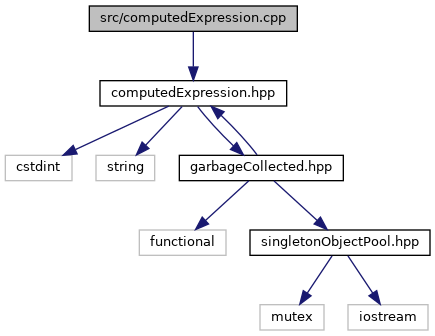 src/computedExpression.cpp
computedExpression.hpp
cstdint
string
garbageCollected.hpp
functional
singletonObjectPool.hpp
mutex
iostream